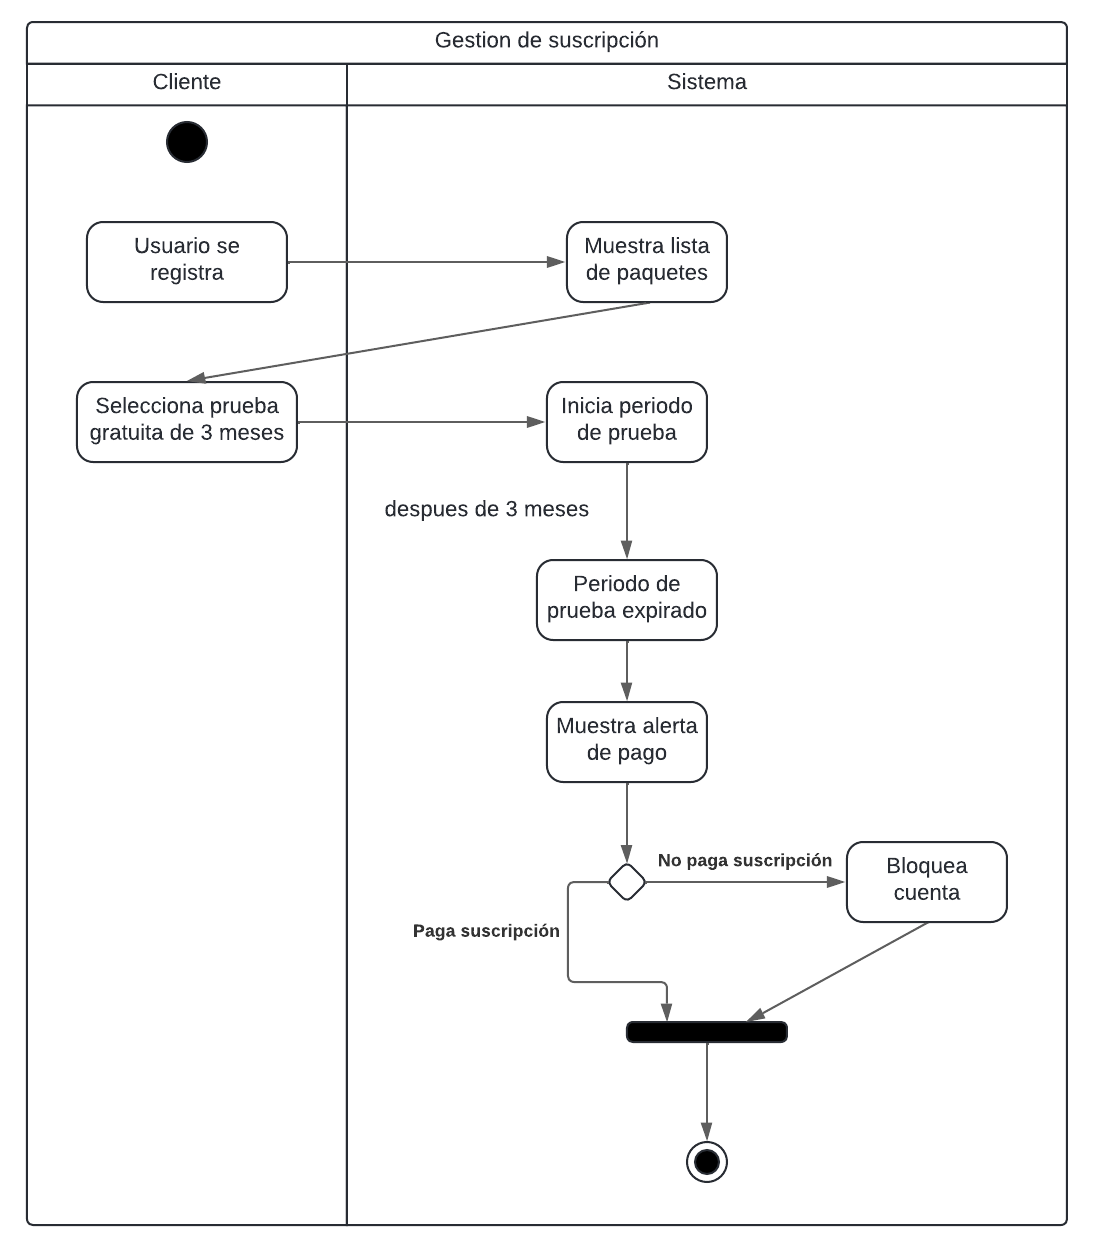 Gestion de suscripción
Cliente
Sistema
Usuario se
registra
Muestra lista
de paquetes
Selecciona prueba
gratuita de 3 meses
Inicia periodo
de prueba
despues de 3 meses
Periodo de
prueba expirado
Muestra alerta
de pago
No paga suscripción
Bloquea
cuenta
Paga suscripción